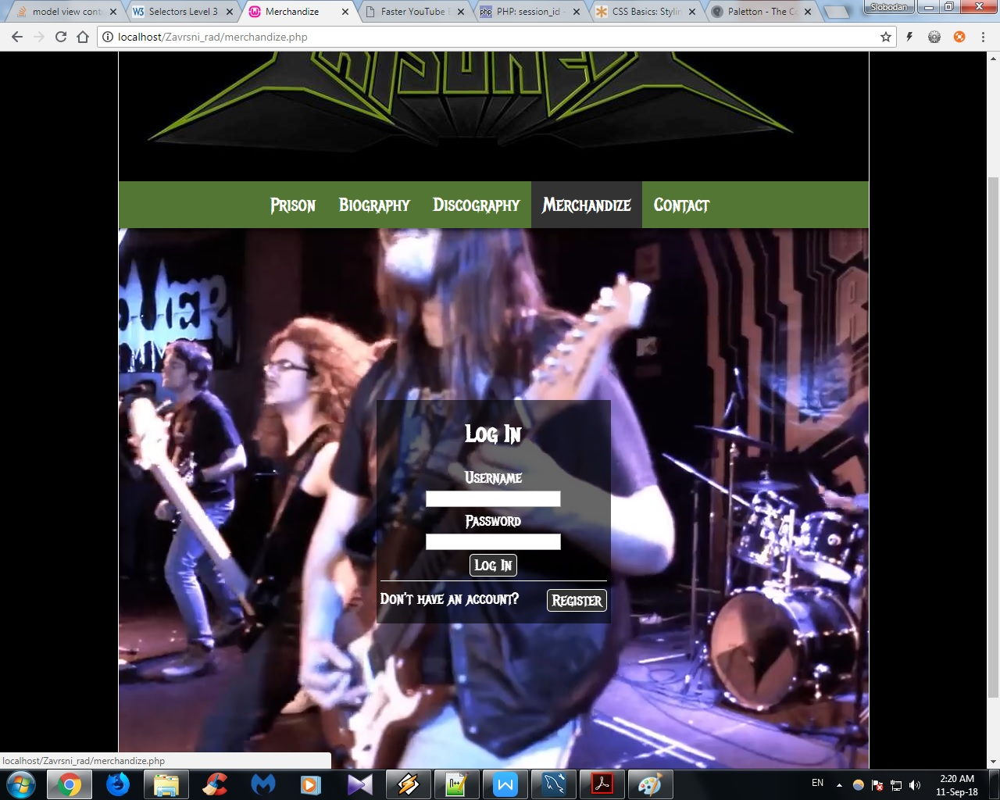 Slobodan
model view cont
Selectors Level 3
Merchandize
Faster YouTube
PHP: session_id -
CSS Basics: Stylin
Paletton - The C
localhost/Zavrsni_rad/merchandize.php
Prison
Biography
Discography
Merchandize
Contact
Log In
Username
Password
Log In
Don't have an account?
Register
localhost/Zavrsni_rad/merchandize.php
EN
2:20 AM
11-Sep-18